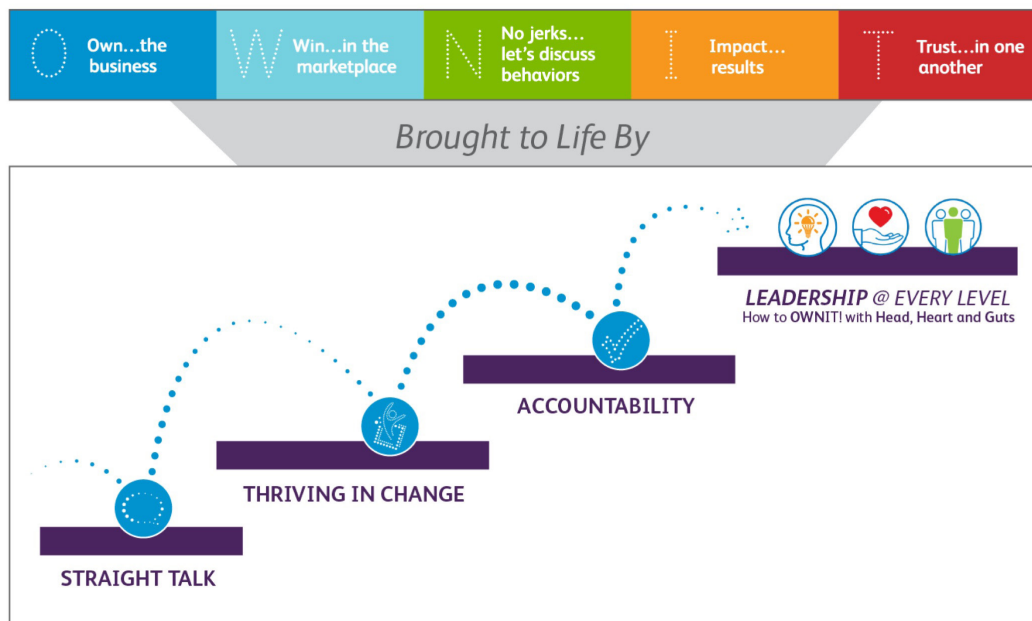 O Own...the
business
W Win...in the
marketplace
N No jerks...
let's discuss
behaviors
I Impact...
results
T Trust...in one
another
Brought to Life By
LEADERSHIP @ EVERY LEVEL
How to OWNIT! with Head, Heart and Guts
ACCOUNTABILITY
THRIVING IN CHANGE
STRAIGHT TALK